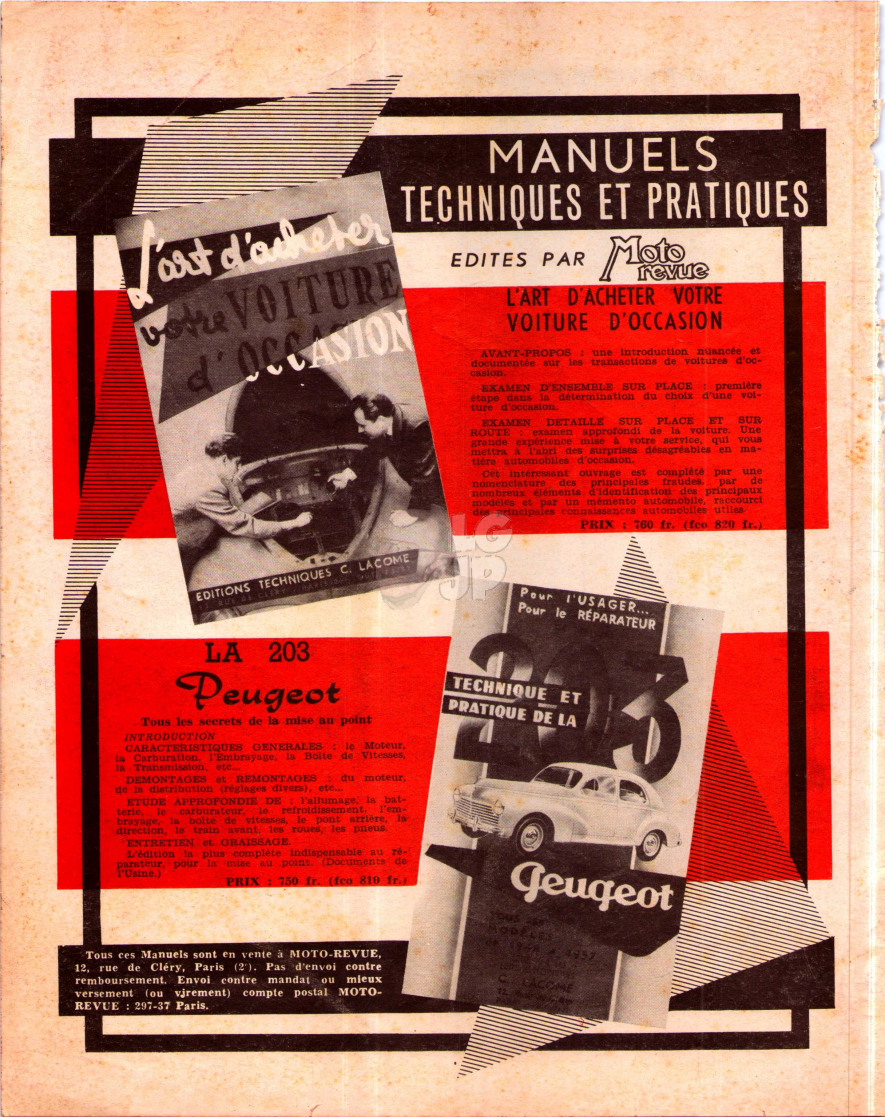 MANUELS
TECHNIQUES ET PRATIQUES
EDITES PAR Moto revue
L'art d'acheter
votre VOITURE
d'OCCASION
EDITIONS TECHNIQUES C. LACOME
L'ART D'ACHETER VOTRE
VOITURE D'OCCASION
AVANT-PROPOS : une introduction nuancée et
documentée sur les transactions de voitures d'oc-
casion.
EXAMEN D'ENSEMBLE SUR PLACE : première
étape dans la détermination du choix d'une voi-
ture d'occasion.
EXAMEN DETAILLE SUR PLACE ET SUR
ROUTE : examen approfondi de la voiture. Une
grande expérience mise à votre service, qui vous
mettra à l'abri des surprises désagréables en ma-
tière automobiles d'occasion.
Cet intéressant ouvrage est complété par une
nomenclature des principales fraudes, par de
nombreux éléments d'identification des principaux
modèles et par un mémento automobile, raccourci
des principales connaissances automobiles utiles.
PRIX : 760 fr. (fco 820 fr.)
LGJP
LA 203
Peugeot
Tous les secrets de la mise au point
INTRODUCTION
CARACTERISTIQUES GENERALES : le Moteur,
la Carburation, l'Embrayage, la Boîte de Vitesses,
la Transmission, etc...
DEMONTAGES et REMONTAGES : du moteur,
de la distribution (réglages divers), etc...
ETUDE APPROFONDIE DE : l'allumage, la bat-
terie, le carburateur, le refroidissement, l'em-
brayage, la boîte de vitesses, le pont arrière, la
direction, le train avant, les roues, les pneus.
ENTRETIEN et GRAISSAGE.
L'édition la plus complète indispensable au ré-
parateur, pour la mise au point. (Documents de
l'Usine.)
PRIX : 750 fr. (fco 810 fr.)
Pour l'USAGER...
Pour le RÉPARATEUR
203
TECHNIQUE ET
PRATIQUE DE LA
Peugeot
MODÈLES
LACOME
Tous ces Manuels sont en vente à MOTO-REVUE,
12, rue de Cléry, Paris (2e). Pas d'envoi contre
remboursement. Envoi contre mandat ou mieux
versement (ou virement) compte postal MOTO-
REVUE : 297-37 Paris.